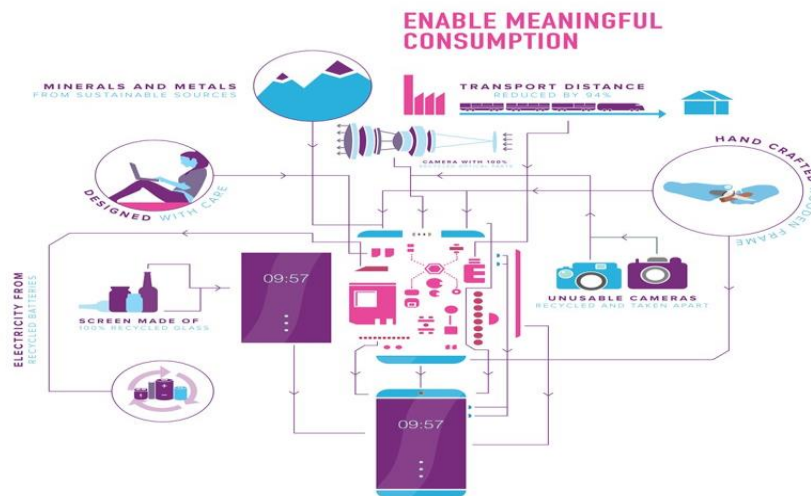 ENABLE MEANINGFUL
CONSUMPTION
MINERALS AND METALS
FROM SUSTAINABLE SOURCES
TRANSPORT DISTANCE
REDUCED BY 94%
CAMERA WITH 100%
HAND CRAFTED
WOODEN FRAME
DESIGNED WITH CARE
09:57
SCREEN MADE OF
100% RECYCLED GLASS
UNUSABLE CAMERAS
RECYCLED AND TAKEN APART
ELECTRICITY FROM
RECYCLED BATTERIES
09:57